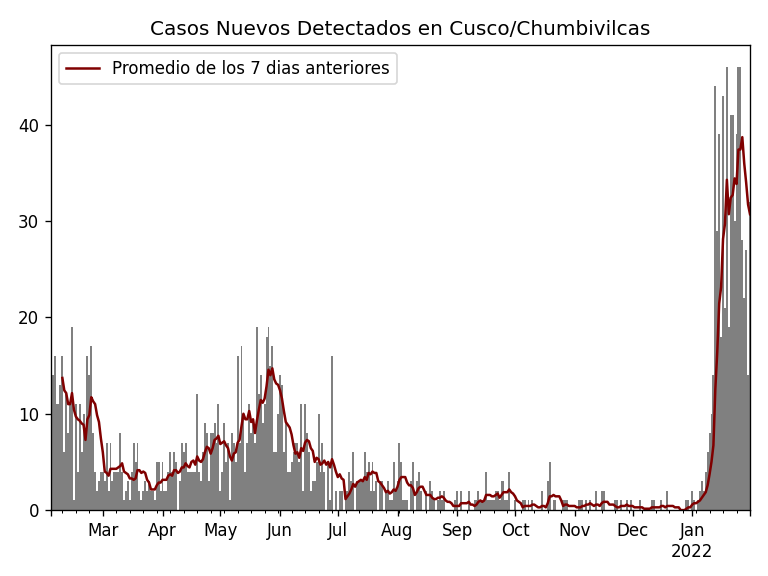 Casos Nuevos Detectados en Cusco/Chumbivilcas
Promedio de los 7 dias anteriores
40
30
20
10
0
Mar Apr May Jun Jul Aug Sep Oct Nov Dec Jan
2022